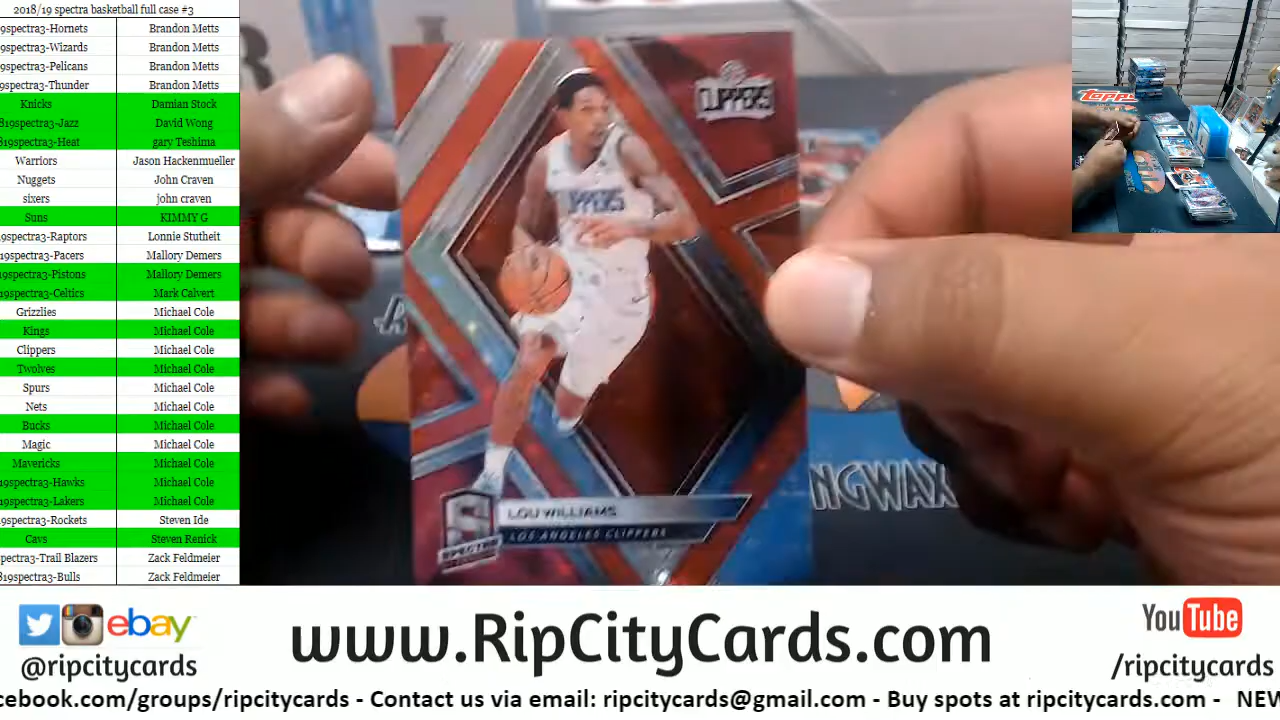 2018/19 spectra basketball full case #3
19spectra3-Hornets Brandon Metts
19spectra3-Wizards Brandon Metts
19spectra3-Pelicans Brandon Metts
19spectra3-Thunder Brandon Metts
Knicks Damian Stock
819spectra3-Jazz David Wong
819spectra3-Heat gary Teshima
Warriors Jason Hackenmueller
Nuggets John Craven
sixers john craven
Suns KIMMY G
19spectra3-Raptors Lonnie Stutheit
19spectra3-Pacers Mallory Demers
19spectra3-Pistons Mallory Demers
19spectra3-Celtics Mark Calvert
Grizzlies Michael Cole
Kings Michael Cole
Clippers Michael Cole
Twolves Michael Cole
Spurs Michael Cole
Nets Michael Cole
Bucks Michael Cole
Magic Michael Cole
Mavericks Michael Cole
19spectra3-Hawks Michael Cole
19spectra3-Lakers Michael Cole
19spectra3-Rockets Steven Ide
Cavs Steven Renick
spectra3-Trail Blazers Zack Feldmeier
819spectra3-Bulls Zack Feldmeier
CLIPPERS
LOU WILLIAMS
LOS ANGELES CLIPPERS
SPECTRA
NGWAX
Topps
ebay
@ripcitycards
www.RipCityCards.com
YouTube
/ripcitycards
cebook.com/groups/ripcitycards - Contact us via email: ripcitycards@gmail.com - Buy spots at ripcitycards.com - NEW